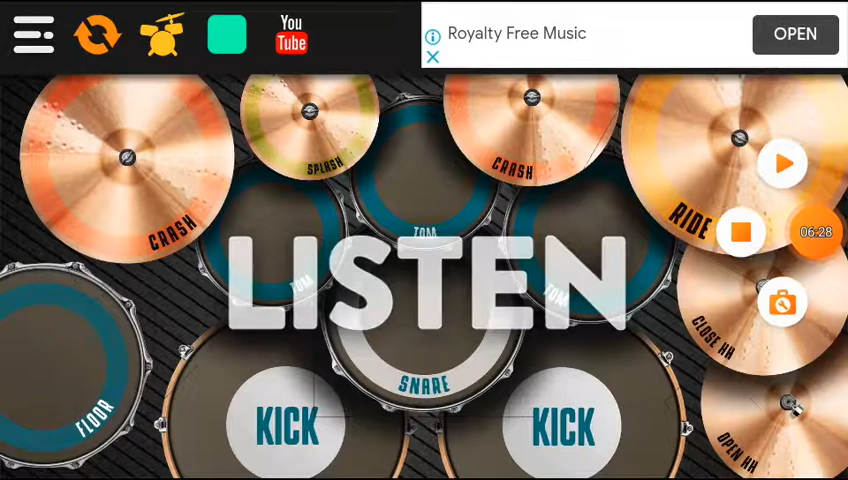 You
Tube
Royalty Free Music
OPEN
SPLASH
CRASH
CRASH
RIDE
06:28
TOM
TOM
TOM
LISTEN
CLOSE HH
SNARE
FLOOR
KICK
KICK
OPEN HH